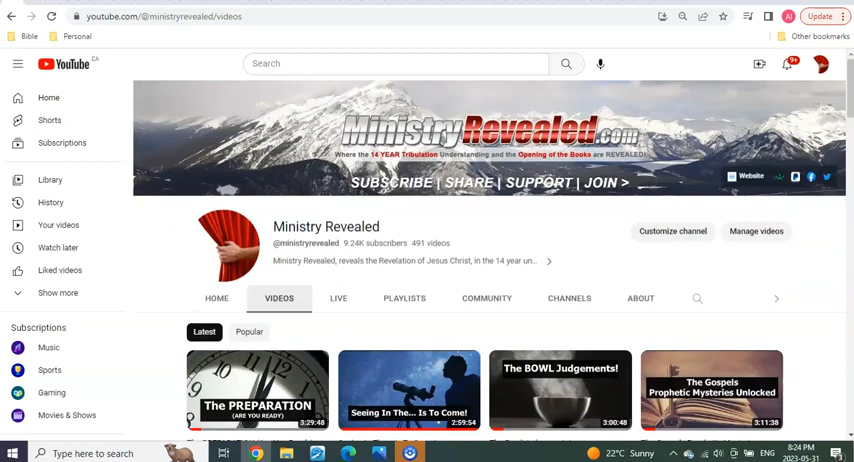 youtube.com/@ministryrevealed/videos
AI
Update
Bible
Personal
Other bookmarks
YouTube CA
Search
9+
Home
Shorts
Subscriptions
Library
History
Your videos
Watch later
Liked videos
Show more
Subscriptions
Music
Sports
Gaming
Movies & Shows
MinistryRevealed.com
Where the 14 YEAR Tribulation Understanding and the Opening of the Books are REVEALED!
SUBSCRIBE | SHARE | SUPPORT | JOIN >
Website
Ministry Revealed
@ministryrevealed 9.24K subscribers 491 videos
Ministry Revealed, reveals the Revelation of Jesus Christ, in the 14 year un...
Customize channel
Manage videos
HOME VIDEOS LIVE PLAYLISTS COMMUNITY CHANNELS ABOUT
Latest Popular
The PREPARATION
(ARE YOU READY)
3:29:48
Seeing In The... Is To Come!
2:59:54
The BOWL Judgements!
3:00:48
The Gospels
Prophetic Mysteries Unlocked
3:11:38
Type here to search
22°C Sunny
ENG
8:24 PM
2023-05-31
3